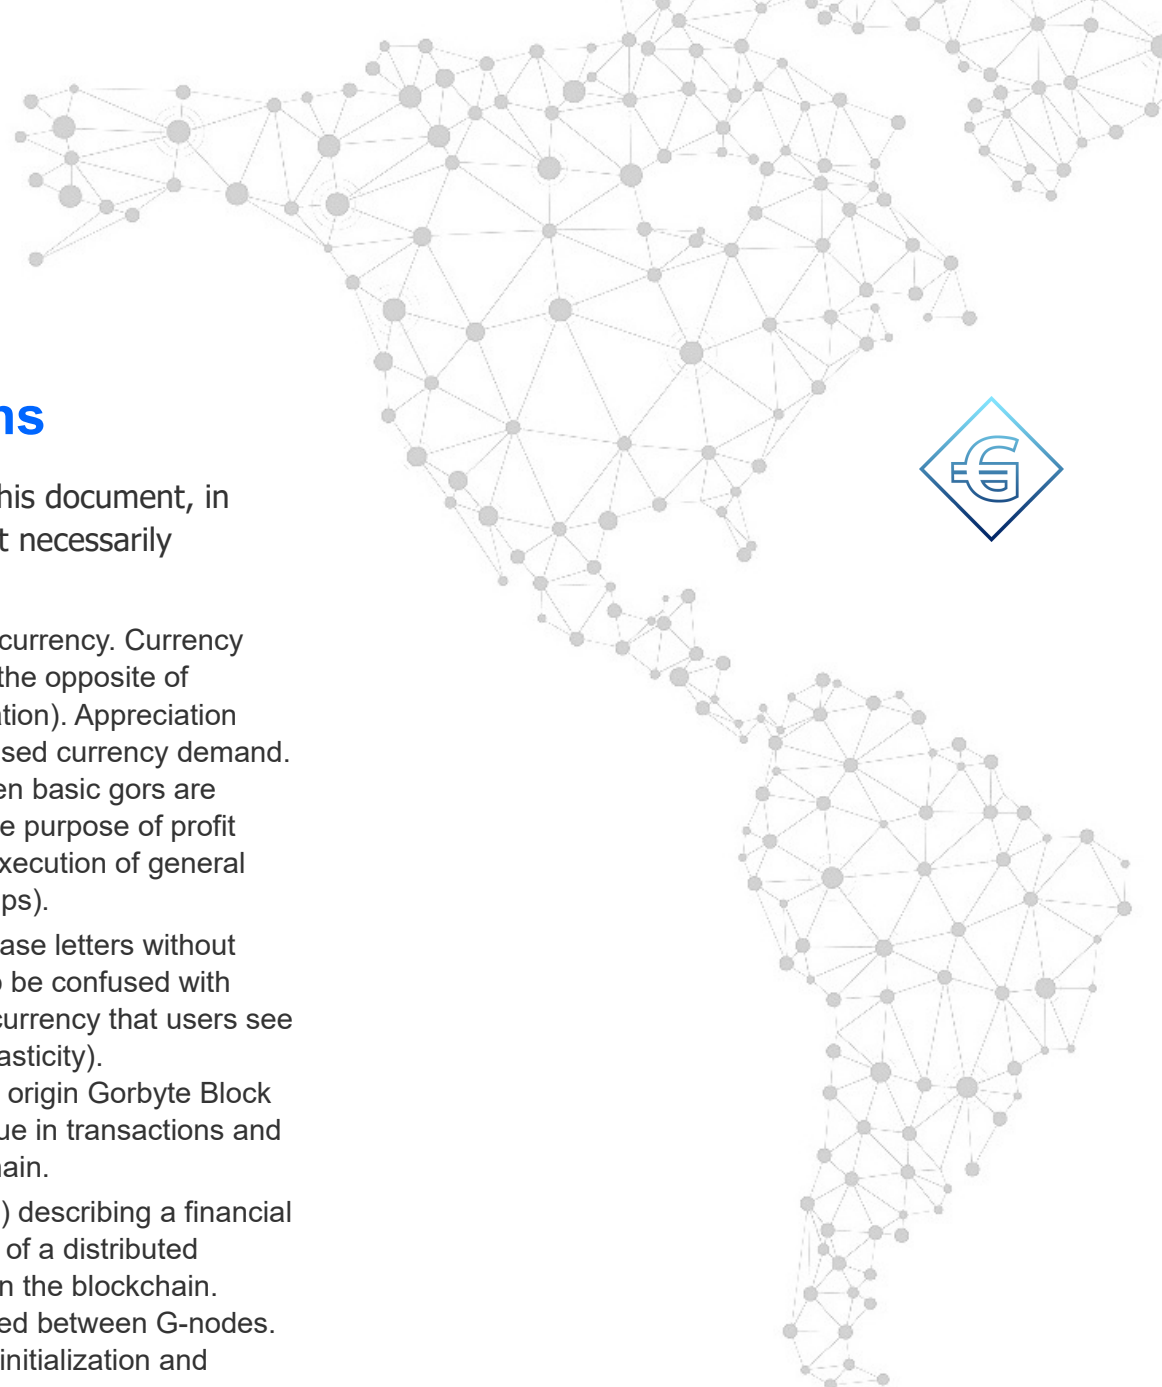 ns
his document, in
t necessarily
currency. Currency
the opposite of
ation). Appreciation
sed currency demand.
en basic gors are
e purpose of profit
xecution of general
ps).
ase letters without
o be confused with
currency that users see
asticity).
origin Gorbyte Block
ue in transactions and
hain.
) describing a financial
of a distributed
n the blockchain.
ed between G-nodes.
initialization and